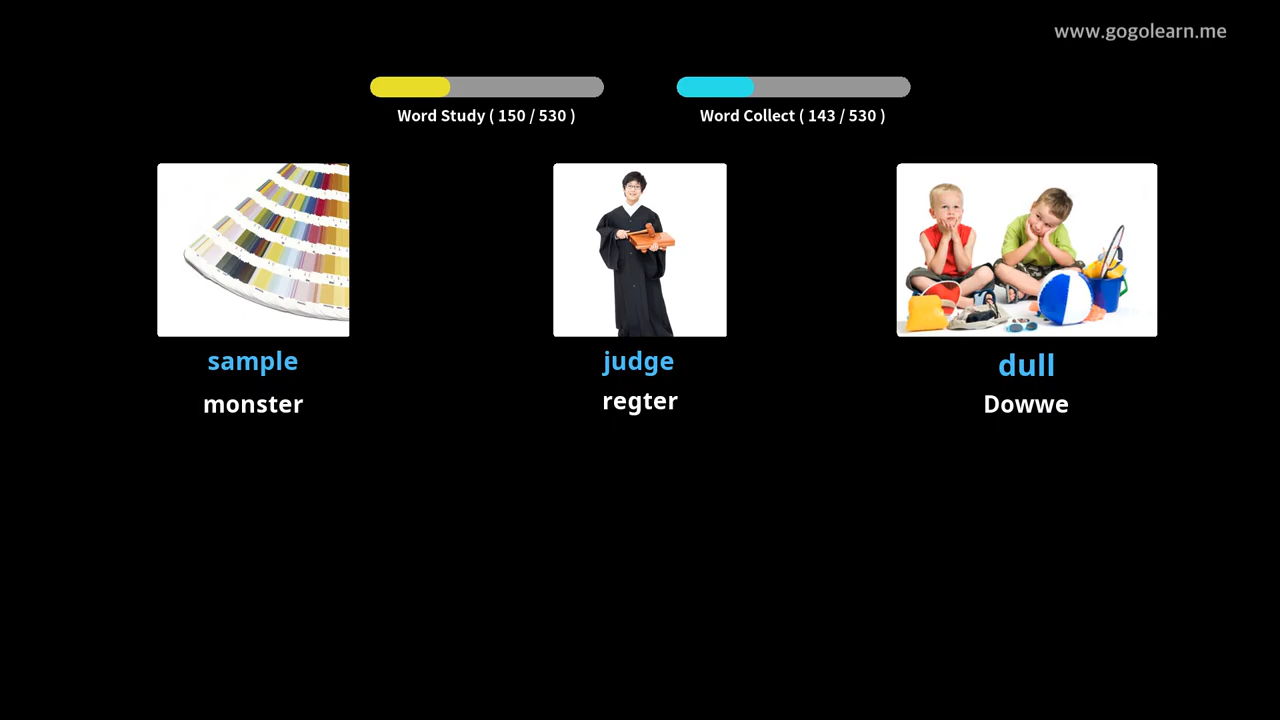 www.gogolearn.me
Word Study ( 150 / 530 )
Word Collect ( 143 / 530 )
sample
monster
judge
regter
dull
Dowwe